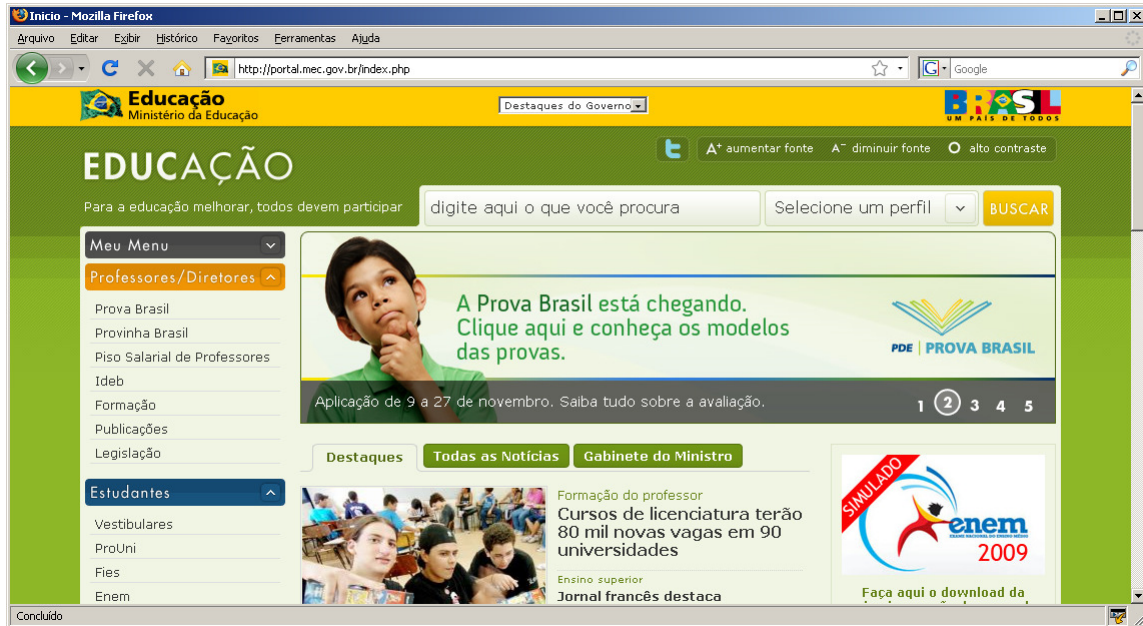 Inicio - Mozilla Firefox
Arquivo Editar Exibir Histórico Favoritos Ferramentas Ajuda
http://portal.mec.gov.br/index.php
G Google
Educação
Ministério da Educação
Destaques do Governo
BRASIL
UM PAÍS DE TODOS
EDUCAÇÃO
A+ aumentar fonte A- diminuir fonte alto contraste
Para a educação melhorar, todos devem participar
digite aqui o que você procura
Selecione um perfil
BUSCAR
Meu Menu
Professores/Diretores
Prova Brasil
Provinha Brasil
Piso Salarial de Professores
Ideb
Formação
Publicações
Legislação
Estudantes
Vestibulares
ProUni
Fies
Enem
A Prova Brasil está chegando.
Clique aqui e conheça os modelos
das provas.
PDE | PROVA BRASIL
Aplicação de 9 a 27 de novembro. Saiba tudo sobre a avaliação.
1 2 3 4 5
Destaques Todas as Notícias Gabinete do Ministro
Formação do professor
Cursos de licenciatura terão
80 mil novas vagas em 90
universidades
Ensino superior
Jornal francês destaca
SIMULADO
enem
EXAME NACIONAL DO ENSINO MÉDIO
2009
Faça aqui o download da
Concluído